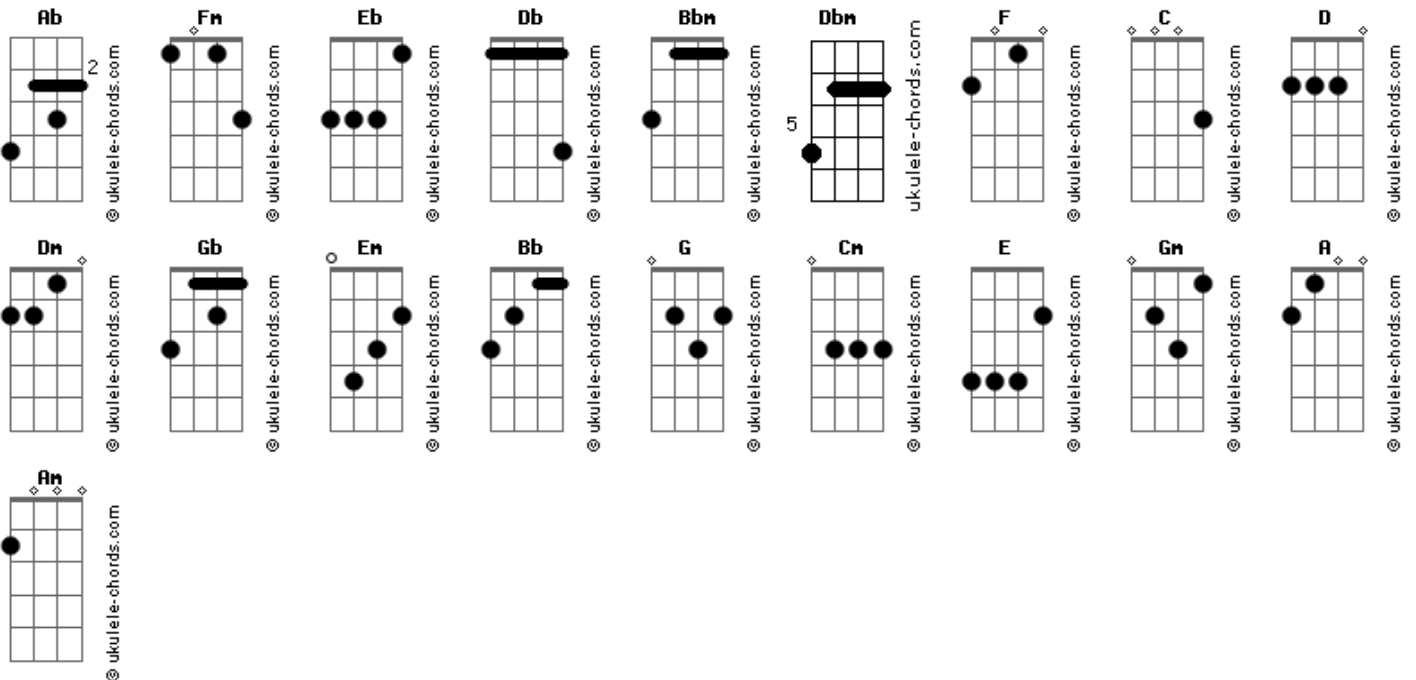 Ab Fm Eb Db Bbm Dbm F C D
2
5
© ukulele-chords.com © ukulele-chords.com © ukulele-chords.com © ukulele-chords.com © ukulele-chords.com ukulele-chords.com © ukulele-chords.com © ukulele-chords.com © ukulele-chords.com
Dm Gb Em Bb G Cm E Gm A
© ukulele-chords.com © ukulele-chords.com © ukulele-chords.com © ukulele-chords.com © ukulele-chords.com © ukulele-chords.com © ukulele-chords.com © ukulele-chords.com © ukulele-chords.com
Am
© ukulele-chords.com